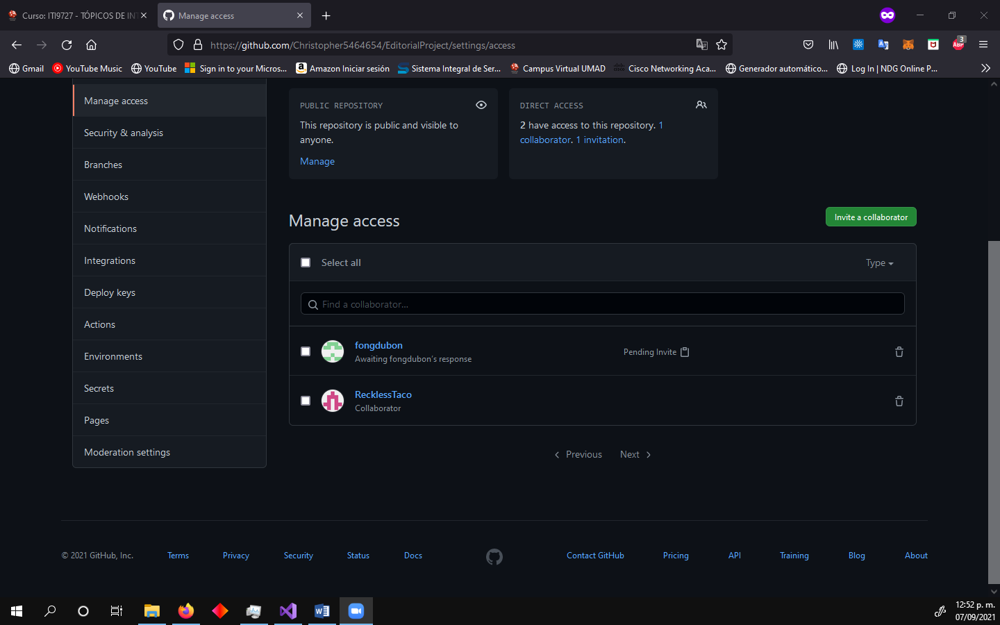 Curso: ITI9727 - TÓPICOS DE INT
Manage access
https://github.com/Christopher5464654/EditorialProject/settings/access
3
ABP
Gmail
YouTube Music
YouTube
Sign in to your Micros...
Amazon Iniciar sesión
Sistema Integral de Ser...
Campus Virtual UMAD
Cisco Networking Aca...
Generador automático...
Log In | NDG Online P...
Manage access
Security & analysis
Branches
Webhooks
Notifications
Integrations
Deploy keys
Actions
Environments
Secrets
Pages
Moderation settings
PUBLIC REPOSITORY
This repository is public and visible to
anyone.
Manage
DIRECT ACCESS
2 have access to this repository. 1
collaborator. 1 invitation.
Manage access
Invite a collaborator
Select all
Type
Find a collaborator...
fongdubon
Awaiting fongdubon's response
Pending Invite
RecklessTaco
Collaborator
Previous
Next
© 2021 GitHub, Inc.
Terms
Privacy
Security
Status
Docs
Contact GitHub
Pricing
API
Training
Blog
About
12:52 p. m.
07/09/2021